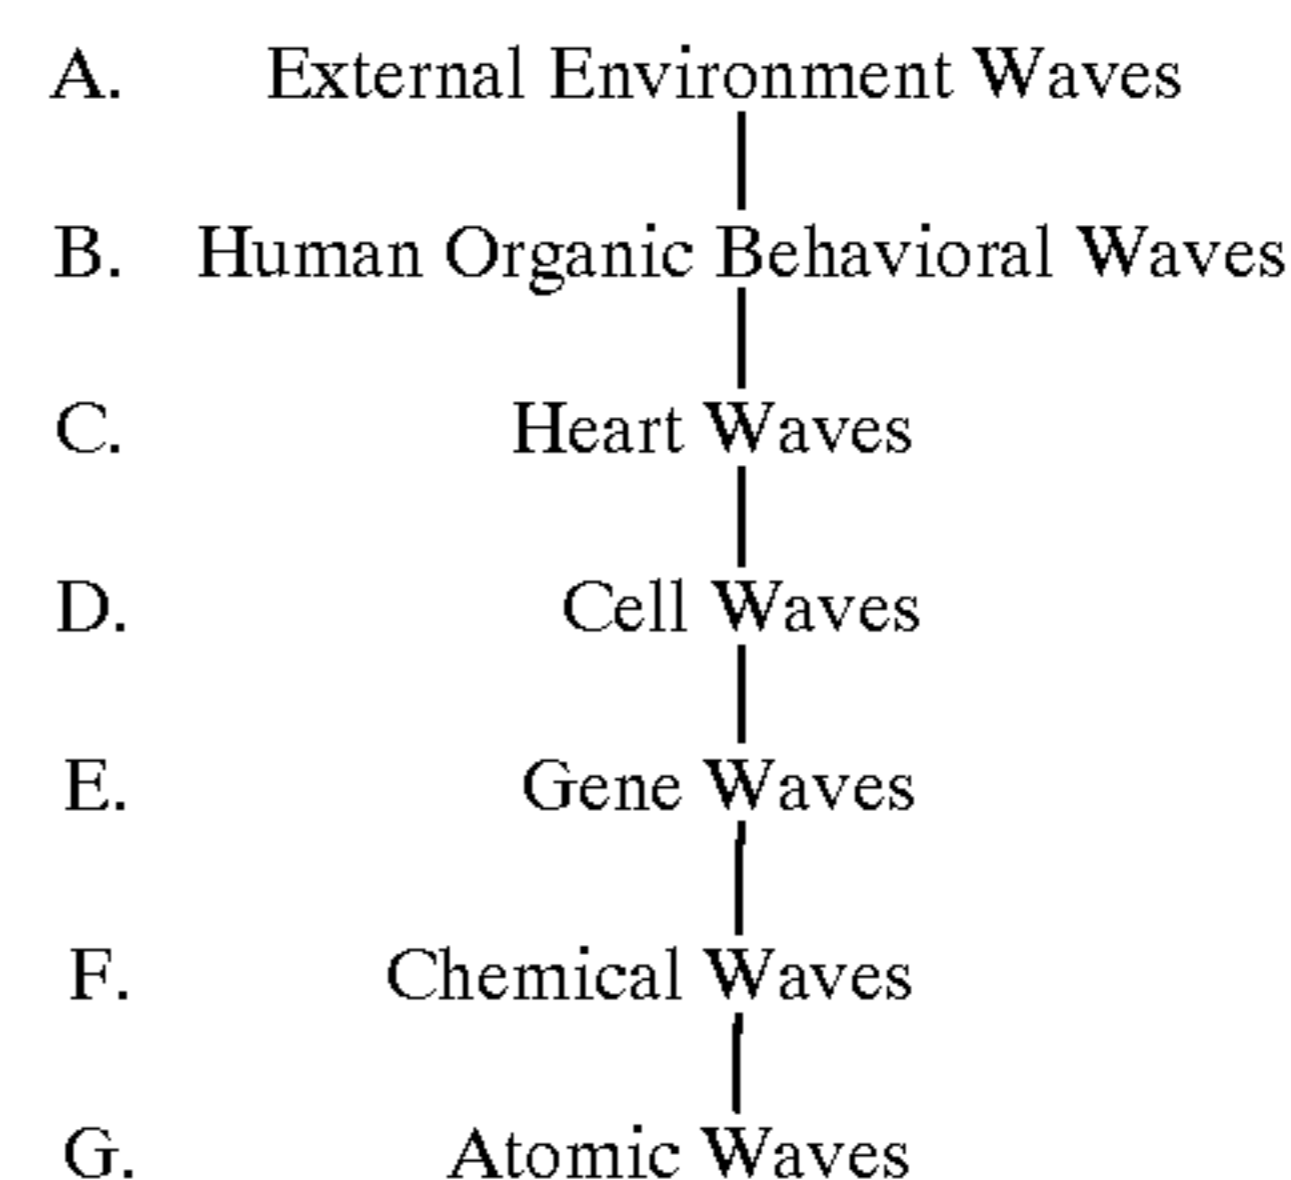 A. External Environment Waves
B. Human Organic Behavioral Waves
C. Heart Waves
D. Cell Waves
E. Gene Waves
F. Chemical Waves
G. Atomic Waves